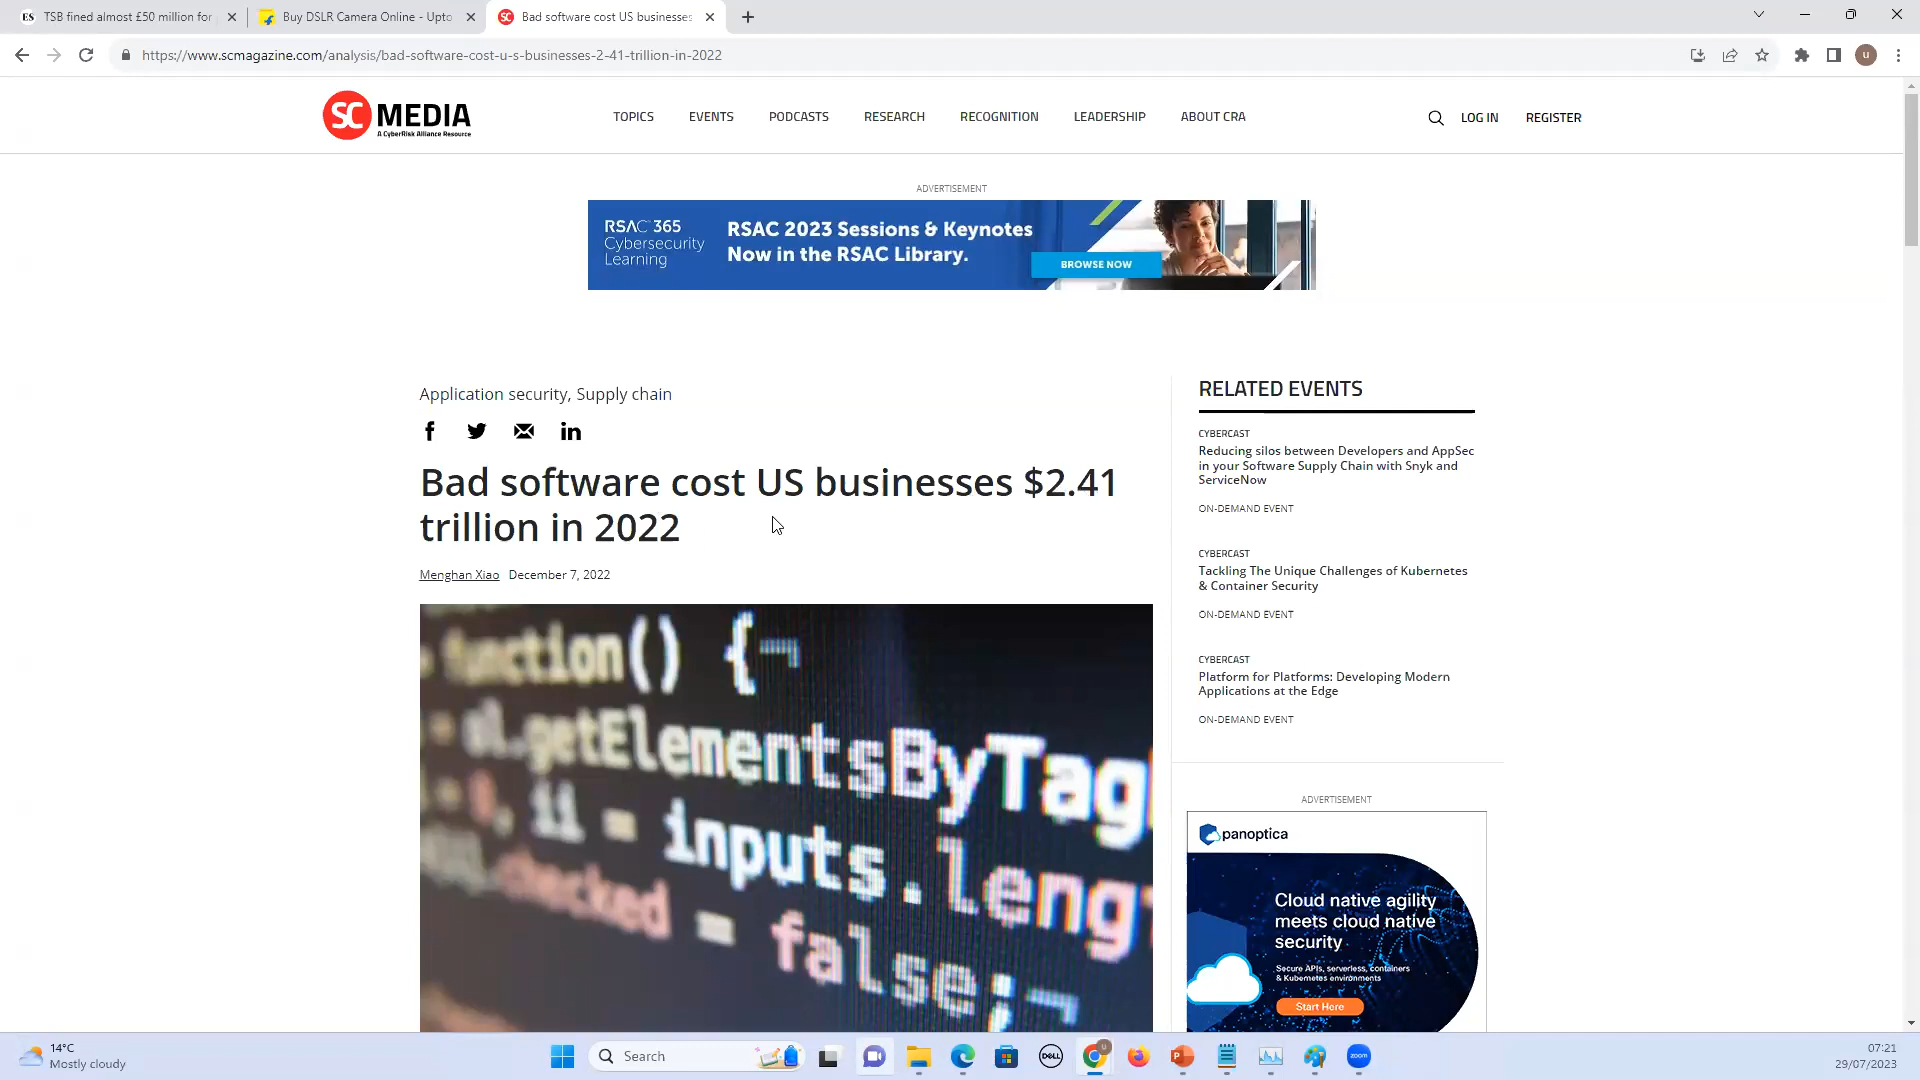 ES TSB fined almost £50 million for
Buy DSLR Camera Online - Upto
SC Bad software cost US businesses
https://www.scmagazine.com/analysis/bad-software-cost-u-s-businesses-2-41-trillion-in-2022
u
SC MEDIA
A CyberRisk Alliance Resource
TOPICS
EVENTS
PODCASTS
RESEARCH
RECOGNITION
LEADERSHIP
ABOUT CRA
LOG IN
REGISTER
ADVERTISEMENT
RSAC 365
Cybersecurity
Learning
RSAC 2023 Sessions & Keynotes
Now in the RSAC Library.
BROWSE NOW
Application security, Supply chain
Bad software cost US businesses $2.41
trillion in 2022
Menghan Xiao December 7, 2022
function() {¬
getElementsByTag
ii = inputs.leng
checked = false;¬
RELATED EVENTS
CYBERCAST
Reducing silos between Developers and AppSec
in your Software Supply Chain with Snyk and
ServiceNow
ON-DEMAND EVENT
CYBERCAST
Tackling The Unique Challenges of Kubernetes
& Container Security
ON-DEMAND EVENT
CYBERCAST
Platform for Platforms: Developing Modern
Applications at the Edge
ON-DEMAND EVENT
ADVERTISEMENT
panoptica
Cloud native agility
meets cloud native
security
Secure APIs, serverless, containers
& Kubernetes environments
Start Here
14°C
Mostly cloudy
Search
DELL
zoom
07:21
29/07/2023